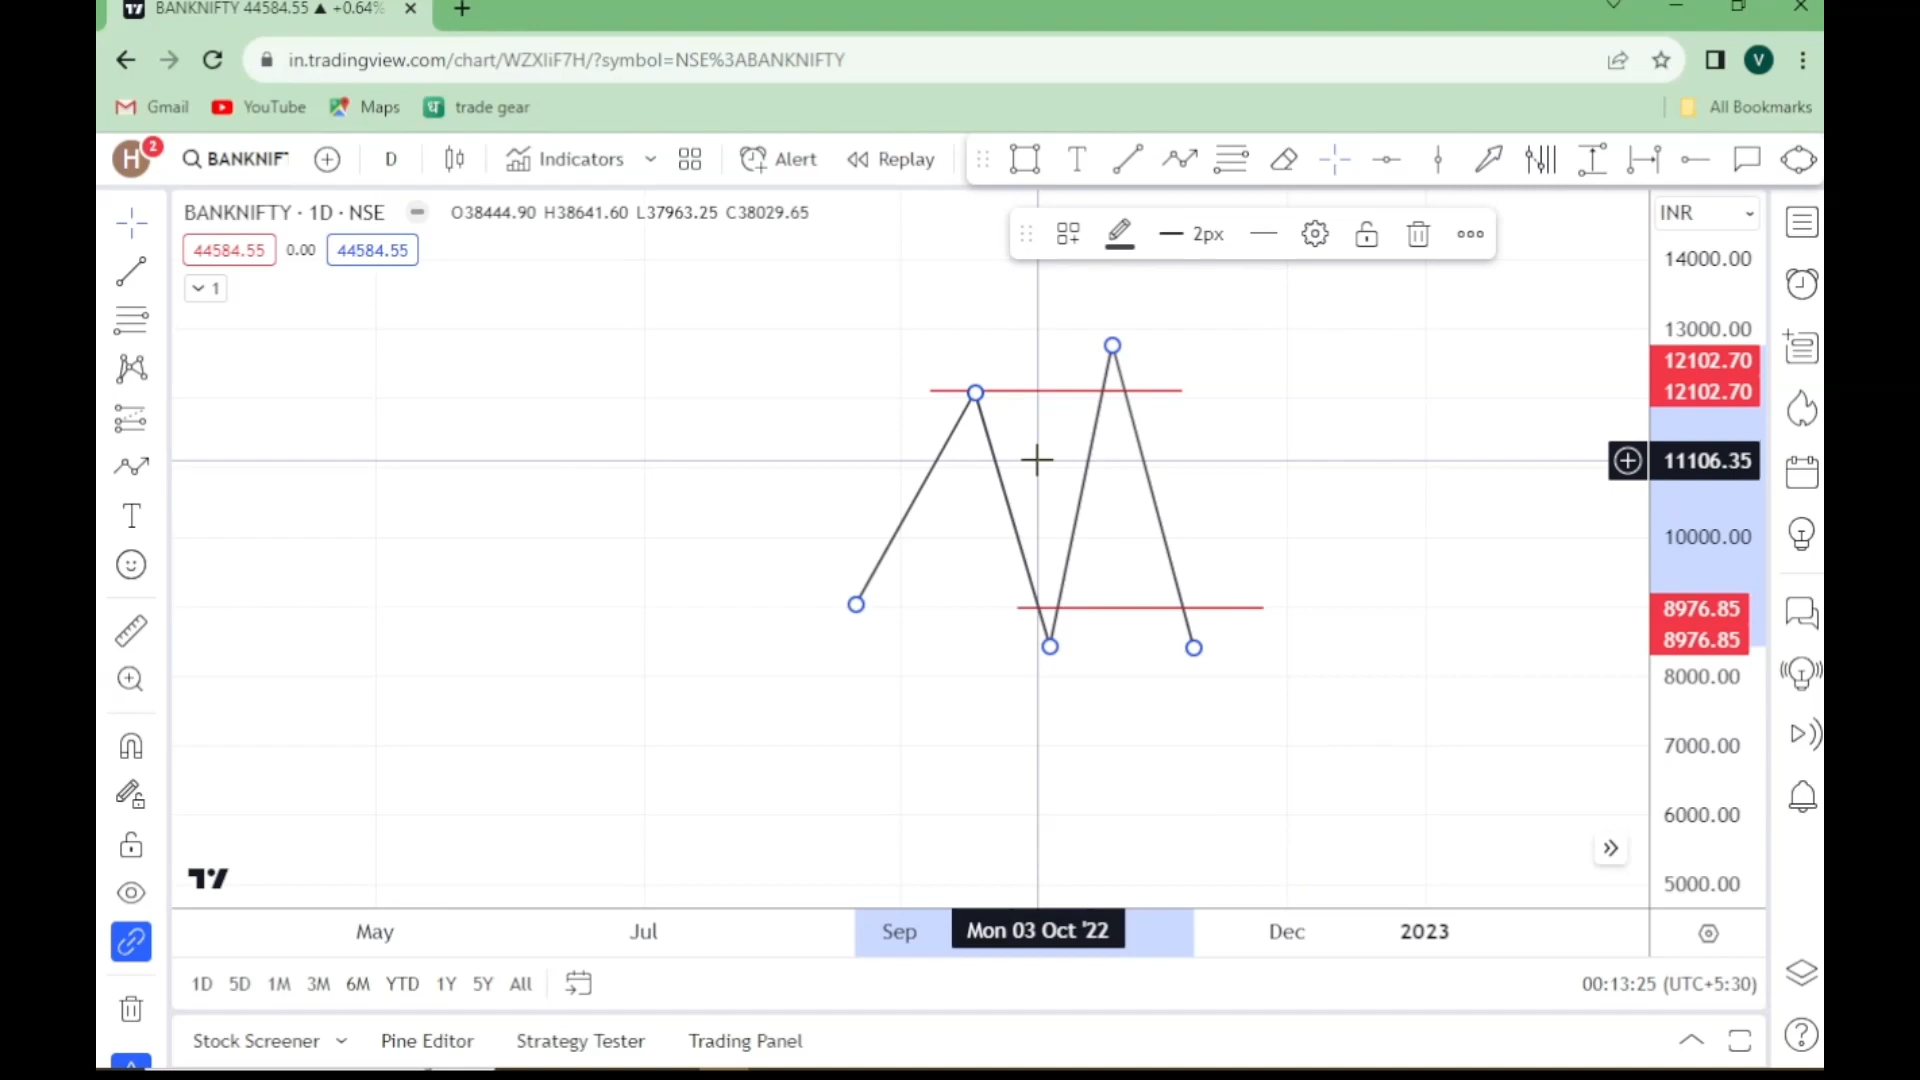 BANKNIFTY 44584.55 ▲ +0.64%
in.tradingview.com/chart/WZXIiF7H/?symbol=NSE%3ABANKNIFTY
V
Gmail YouTube Maps trade gear All Bookmarks
H 2 BANKNIF D Indicators Alert Replay
BANKNIFTY · 1D · NSE O38444.90 H38641.60 L37963.25 C38029.65
INR
44584.55 0.00 44584.55
2px
1
14000.00
13000.00
12102.70
12102.70
11106.35
10000.00
8976.85
8976.85
8000.00
7000.00
6000.00
5000.00
May Jul Sep Mon 03 Oct '22 Dec 2023
1D 5D 1M 3M 6M YTD 1Y 5Y All 00:13:25 (UTC+5:30)
Stock Screener Pine Editor Strategy Tester Trading Panel